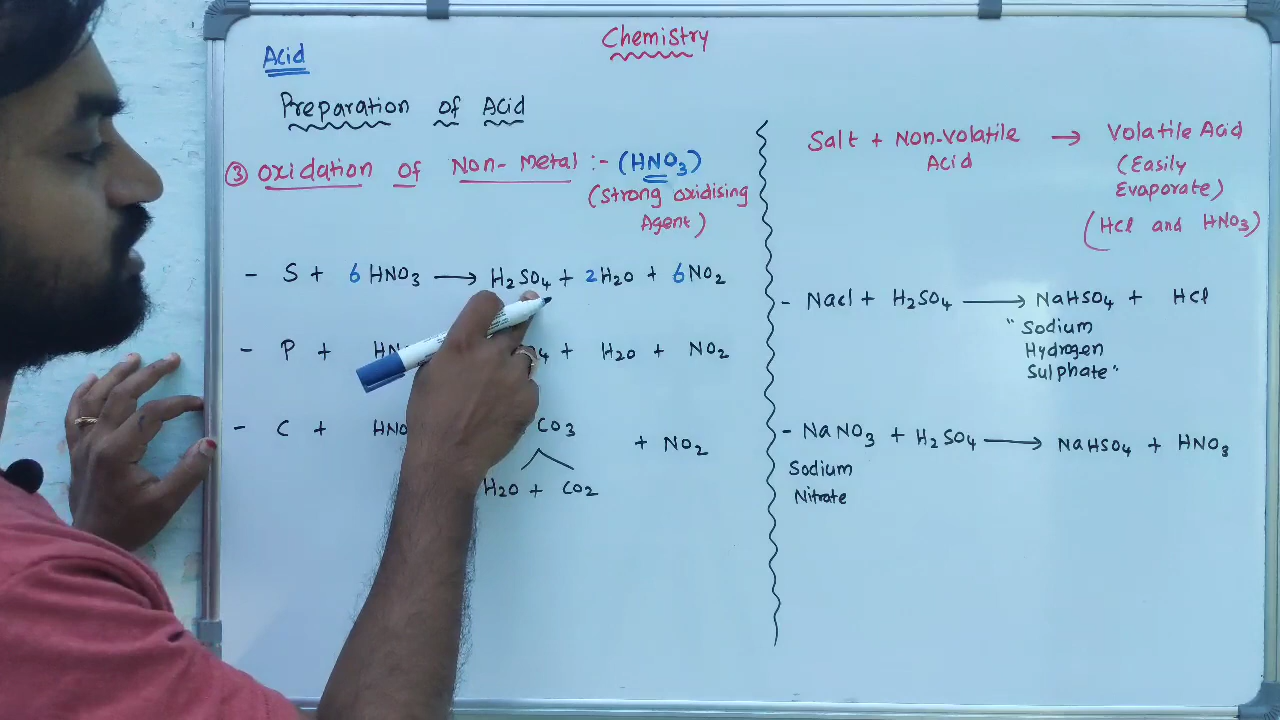 Chemistry
Acid
Preparation of Acid
③ Oxidation of Non-Metal :- (HNO3)
(Strong oxidising
Agent)
- S + 6 HNO3 ⟶ H2SO4 + 2H2O + 6NO2
- P + 4 + H2O + NO2
- C + CO3
+ NO2
H2O + CO2
Salt + Non-Volatile → Volatile Acid
Acid (Easily
Evaporate)
(HCl and HNO3)
- Nacl + H2SO4 ⟶ NaHSO4 + HCl
"Sodium
Hydrogen
Sulphate"
- NaNO3 + H2SO4 ⟶ NaHSO4 + HNO3
Sodium
Nitrate